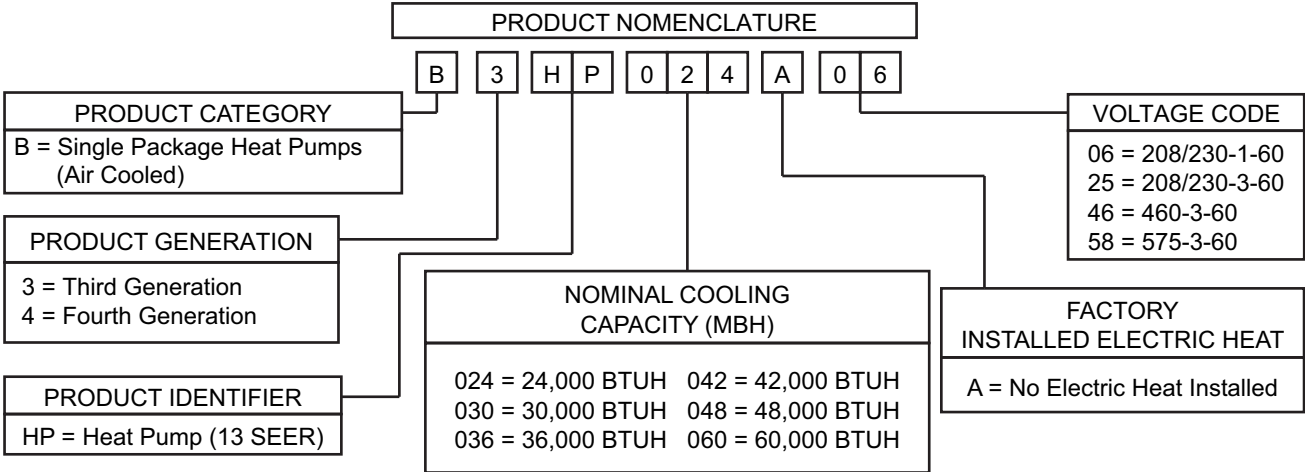 PRODUCT NOMENCLATURE
B 3 H P 0 2 4 A 0 6
PRODUCT CATEGORY
B = Single Package Heat Pumps
(Air Cooled)
PRODUCT GENERATION
3 = Third Generation
4 = Fourth Generation
PRODUCT IDENTIFIER
HP = Heat Pump (13 SEER)
NOMINAL COOLING
CAPACITY (MBH)
024 = 24,000 BTUH 042 = 42,000 BTUH
030 = 30,000 BTUH 048 = 48,000 BTUH
036 = 36,000 BTUH 060 = 60,000 BTUH
FACTORY
INSTALLED ELECTRIC HEAT
A = No Electric Heat Installed
VOLTAGE CODE
06 = 208/230-1-60
25 = 208/230-3-60
46 = 460-3-60
58 = 575-3-60